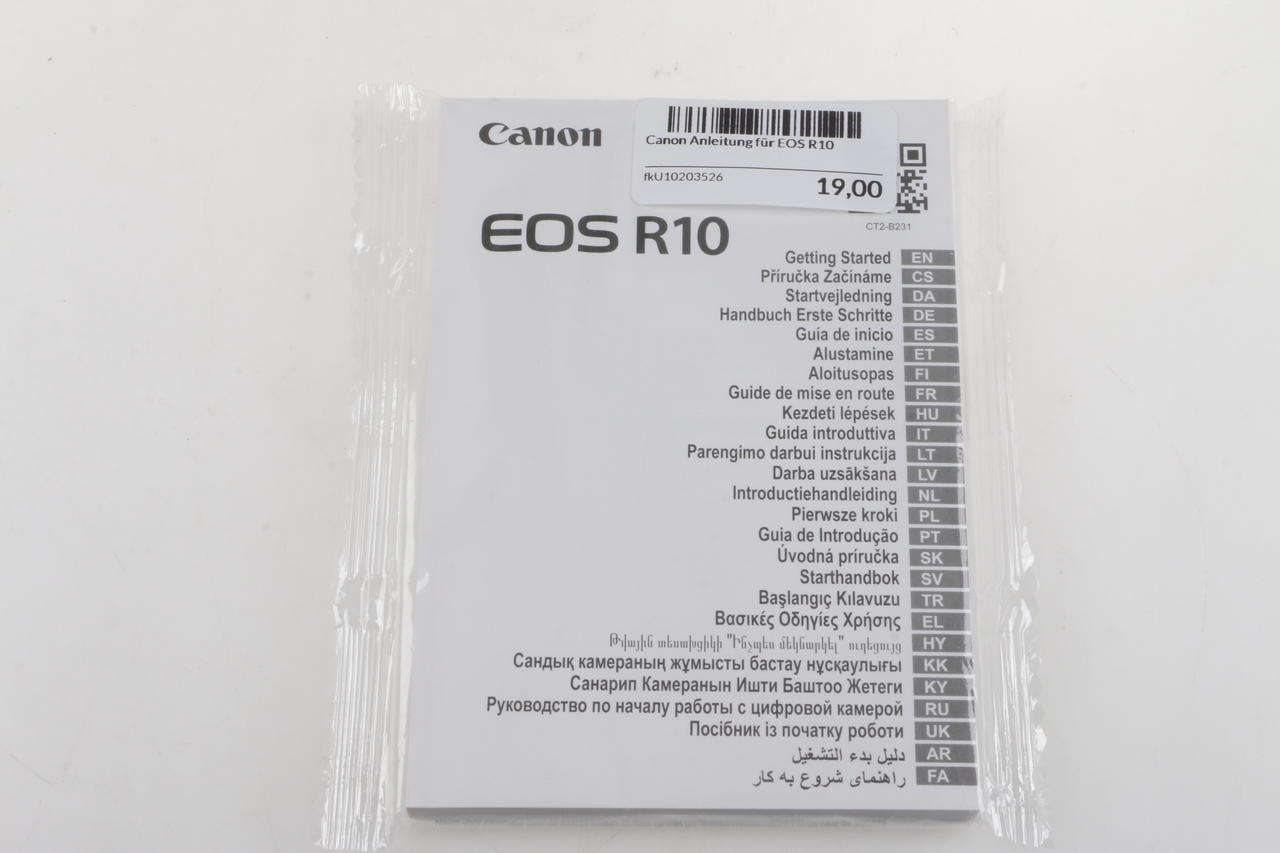 Canon
Canon Anleitung für EOS R10
fkU10203526
19,00
CT2-B231
EOS R10
Getting Started EN
Příručka Začínáme CS
Startvejledning DA
Handbuch Erste Schritte DE
Guía de inicio ES
Alustamine ET
Aloitusopas FI
Guide de mise en route FR
Kezdeti lépések HU
Guida introduttiva IT
Parengimo darbui instrukcija LT
Darba uzsākšana LV
Introductiehandleiding NL
Pierwsze kroki PL
Guia de Introdução PT
Úvodná príručka SK
Starthandbok SV
Başlangıç Kılavuzu TR
Βασικές Οδηγίες Χρήσης EL
Թվային տեսախցիկի "Ինչպես մեկնարկել" ուղեցույց HY
Сандық камераның жұмысты бастау нұсқаулығы KK
Санарип Камеранын Ишти Баштоо Жетеги KY
Руководство по началу работы с цифровой камерой RU
Посібник із початку роботи UK
دليل بدء التشغيل AR
راهنمای شروع به کار FA